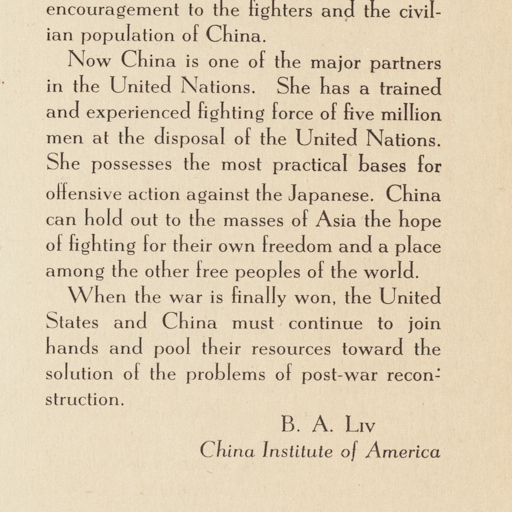 encouragement to the fighters and the civil-
ian population of China.
Now China is one of the major partners
in the United Nations. She has a trained
and experienced fighting force of five million
men at the disposal of the United Nations.
She possesses the most practical bases for
offensive action against the Japanese. China
can hold out to the masses of Asia the hope
of fighting for their own freedom and a place
among the other free peoples of the world.
When the war is finally won, the United
States and China must continue to join
hands and pool their resources toward the
solution of the problems of post-war recon-
struction.
B. A. Liv
China Institute of America